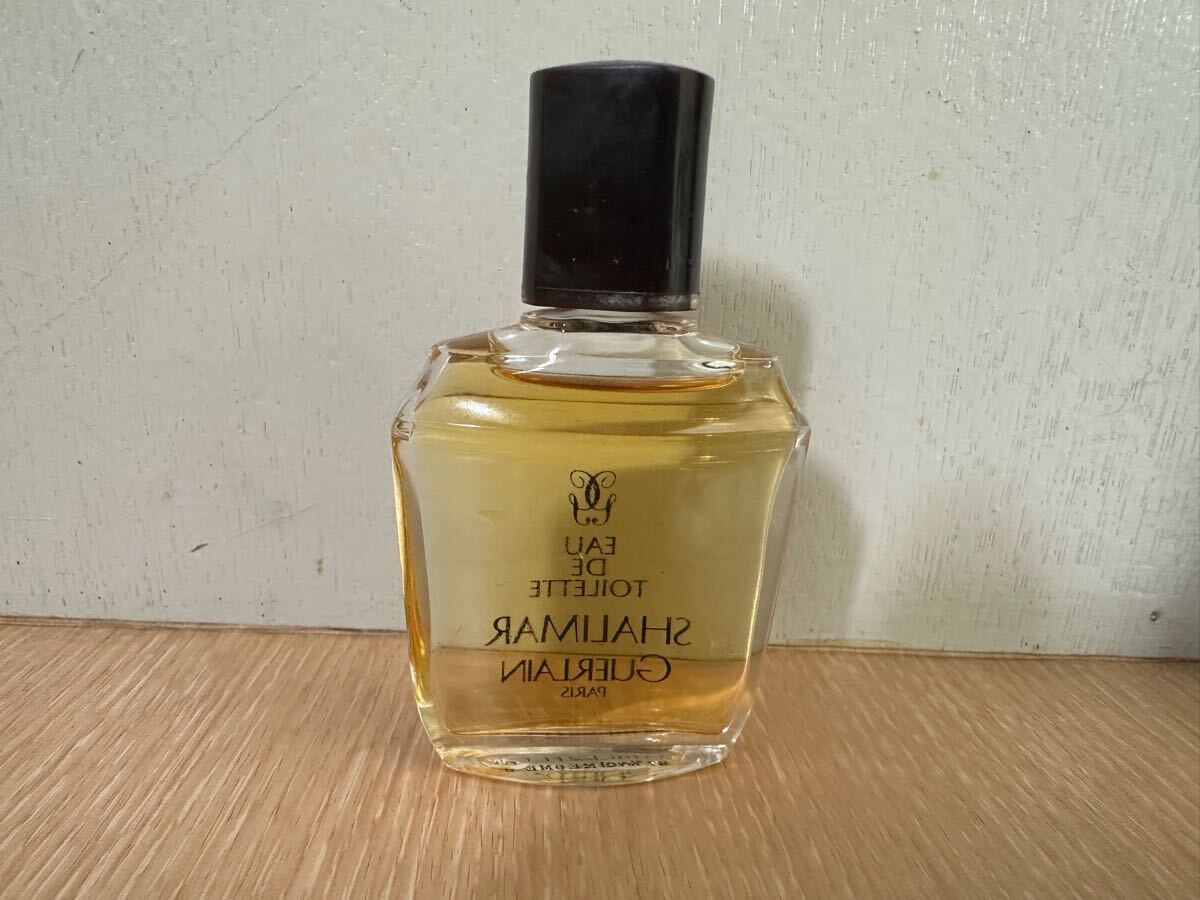 EAU
DE
TOILETTE
SHALIMAR
GUERLAIN
PARIS